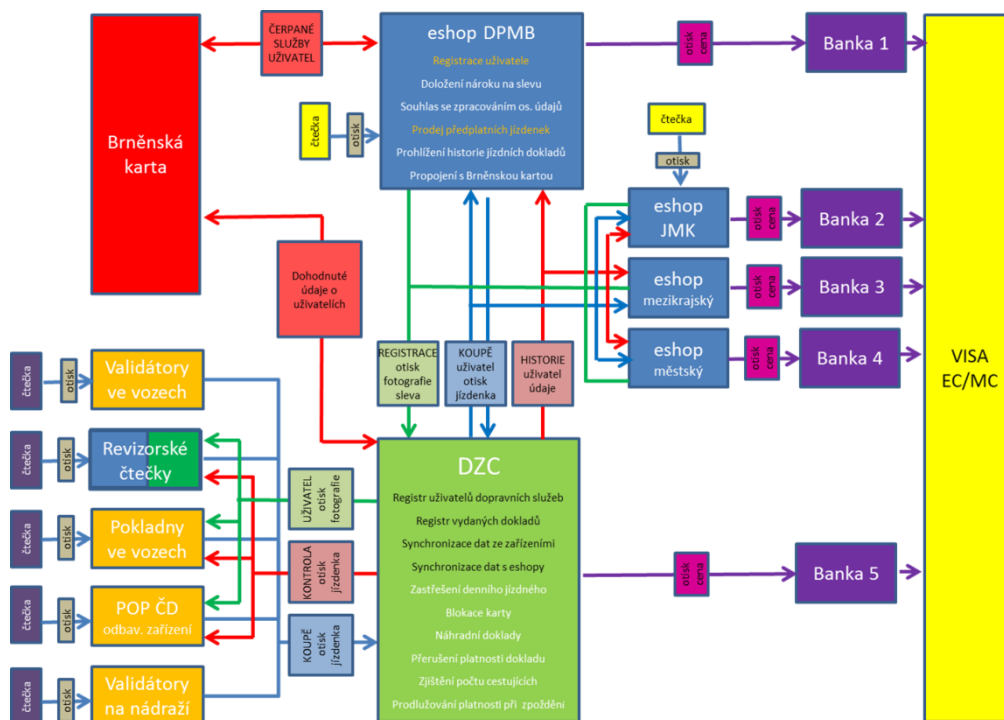 ČERPANÉ
SLUŽBY
UŽIVATEL
Brněnská
karta
eshop DPMB
Registrace uživatele
Doložení nároku na slevu
Souhlas se zpracováním os. údajů
Prodej předplatních jízdenek
Prohlížení historie jízdních dokladů
Propojení s Brněnskou kartou
čtečka
otisk
otisk
cena
Banka 1
čtečka
otisk
eshop
JMK
otisk
cena
Banka 2
eshop
mezikrajský
otisk
cena
Banka 3
eshop
městský
otisk
cena
Banka 4
VISA
EC/MC
Dohodnuté
údaje o
uživatelích
REGISTRACE
otisk
fotografie
sleva
KOUPĚ
uživatel
otisk
jízdenka
HISTORIE
uživatel
údaje
čtečka
otisk
Validátory
ve vozech
čtečka
otisk
Revizorské
čtečky
čtečka
otisk
Pokladny
ve vozech
čtečka
otisk
POP ČD
odbav. zařízení
čtečka
otisk
Validátory
na nádraží
UŽIVATEL
otisk
fotografie
KONTROLA
otisk
jízdenka
KOUPĚ
otisk
jízdenka
DZC
Registr uživatelů dopravních služeb
Registr vydaných dokladů
Synchronizace dat ze zařízeními
Synchronizace dat s eshopy
Zastřešení denního jízdného
Blokace karty
Náhradní doklady
Přerušení platnosti dokladu
Zjištění počtu cestujících
Prodlužování platnosti při zpoždění
otisk
cena
Banka 5